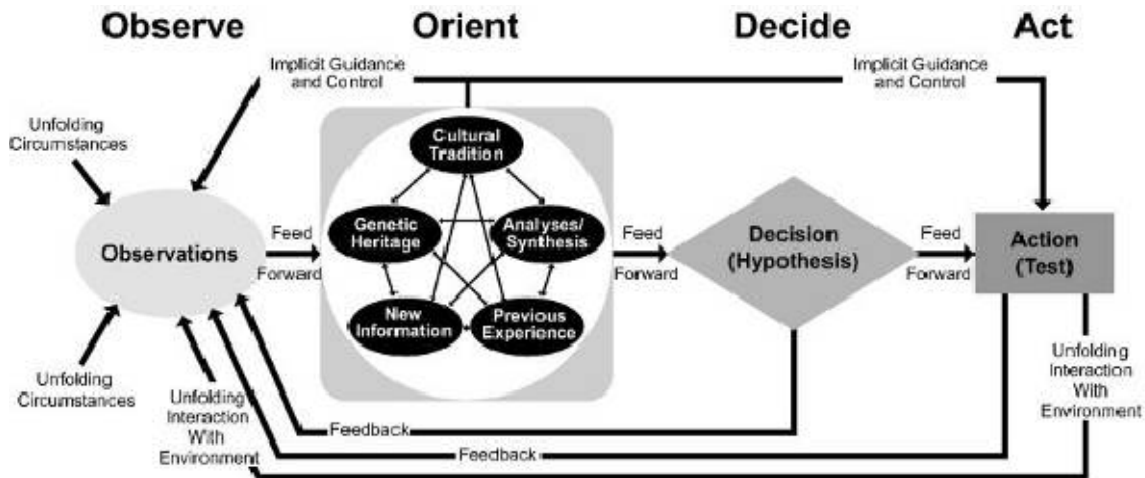 Observe
Orient
Decide
Act
Implicit Guidance
and Control
Implicit Guidance
and Control
Unfolding
Circumstances
Cultural
Tradition
Genetic
Heritage
Analyses/
Synthesis
New
Information
Previous
Experience
Observations
Feed
Forward
Feed
Forward
Decision
(Hypothesis)
Feed
Forward
Action
(Test)
Unfolding
Circumstances
Unfolding
Interaction
With
Environment
Feedback
Feedback
Unfolding
Interaction
With
Environment